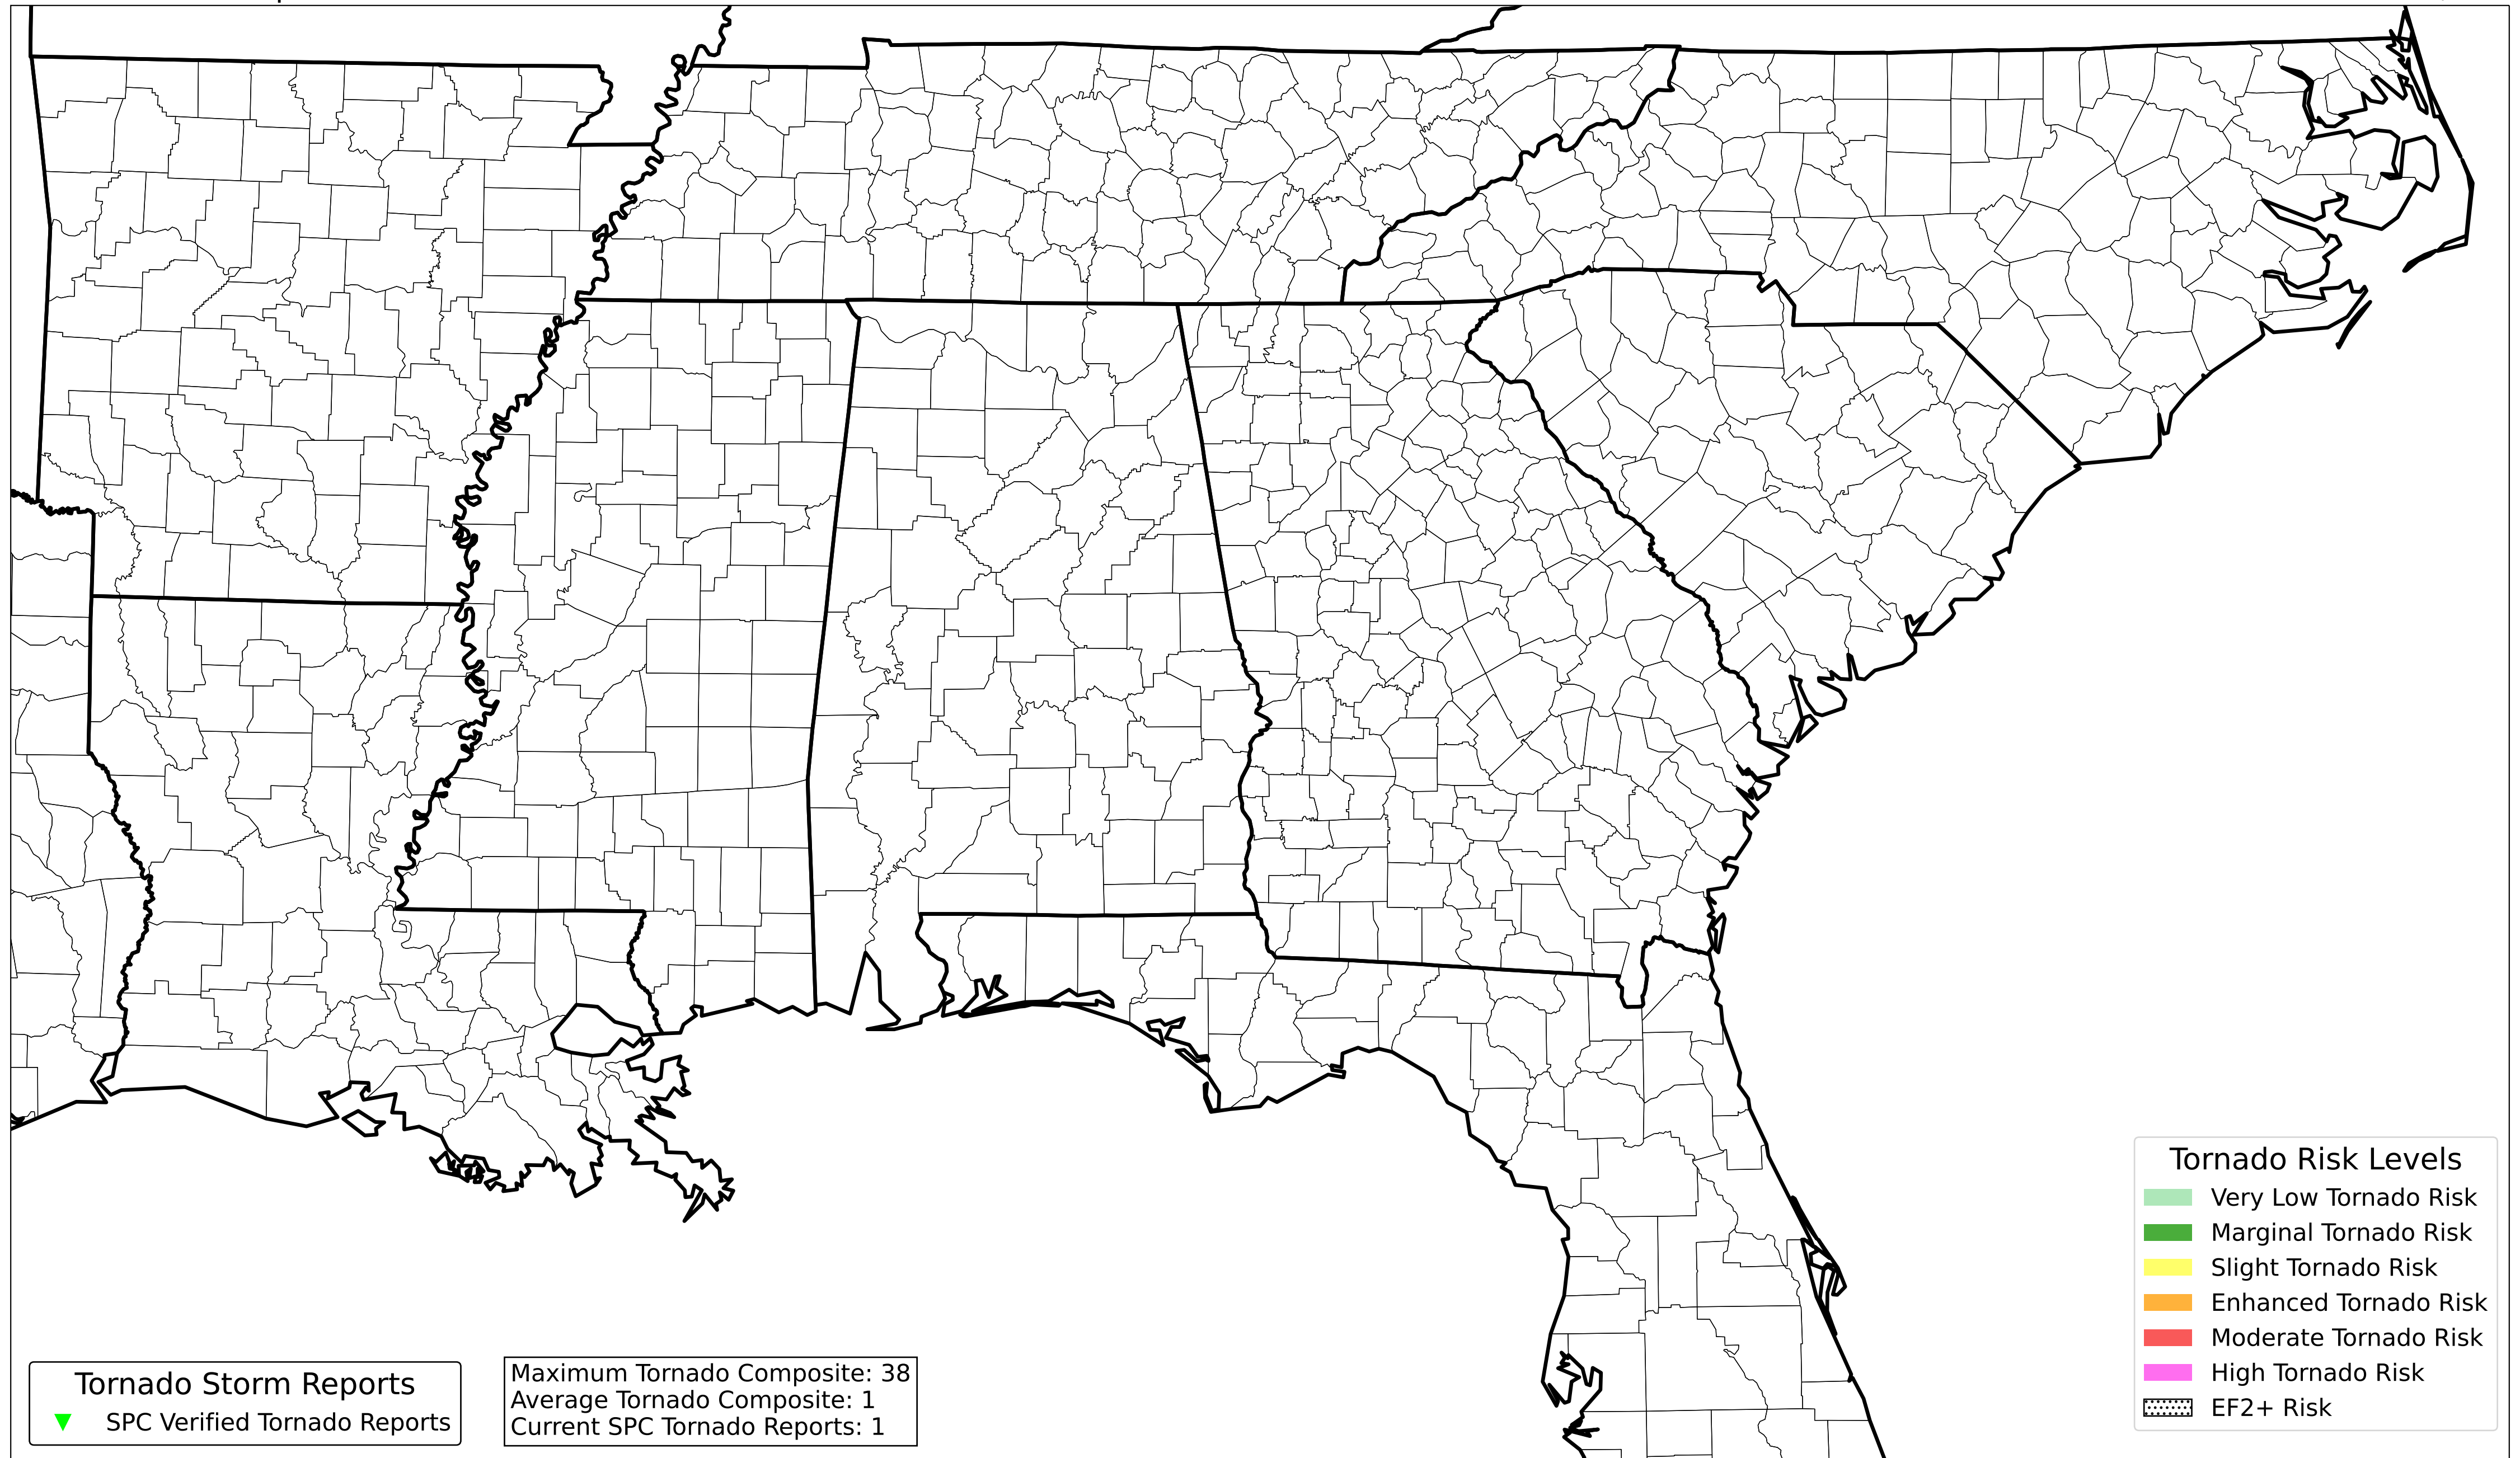 Tornado Risk Levels
Very Low Tornado Risk
Marginal Tornado Risk
Slight Tornado Risk
Enhanced Tornado Risk
Moderate Tornado Risk
High Tornado Risk
EF2+ Risk
Tornado Storm Reports
SPC Verified Tornado Reports
Maximum Tornado Composite: 38
Average Tornado Composite: 1
Current SPC Tornado Reports: 1